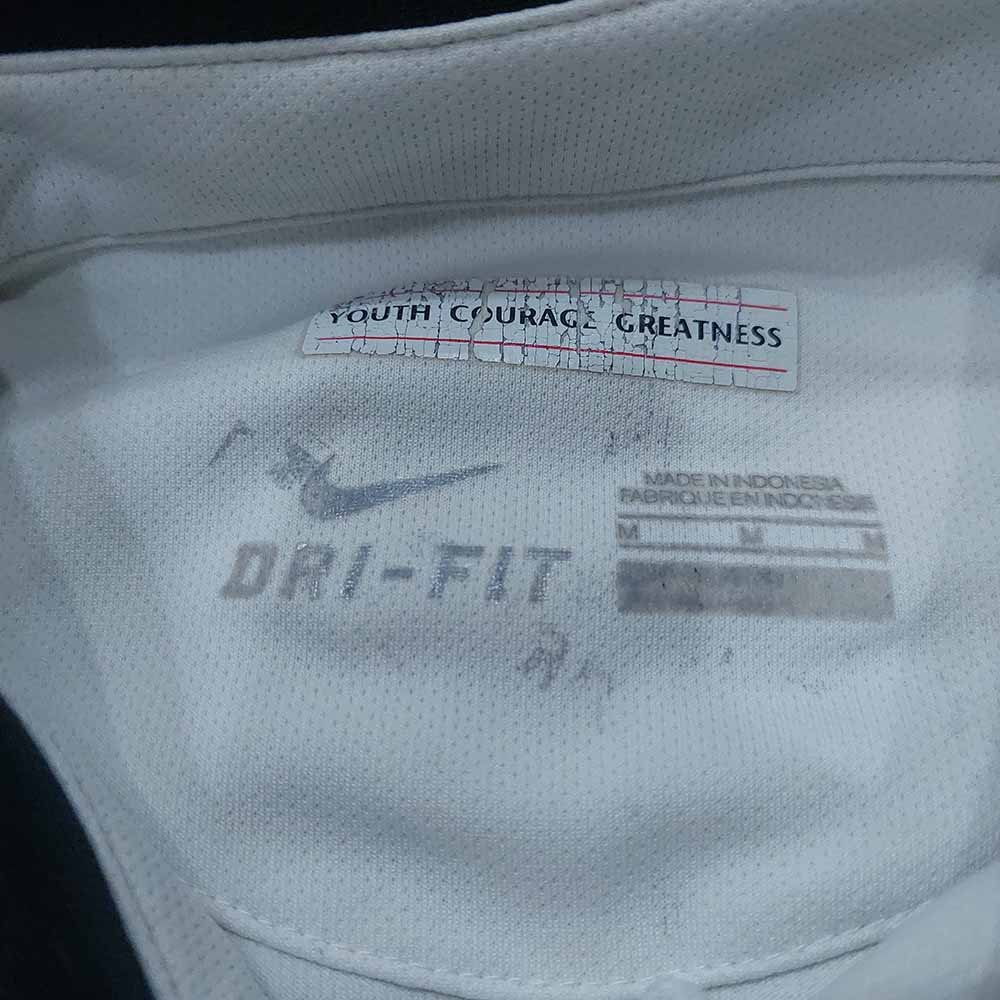 YOUTH COURAGE GREATNESS
DRI-FIT
MADE IN INDONESIA
FABRIQUE EN INDONESIE
M M M